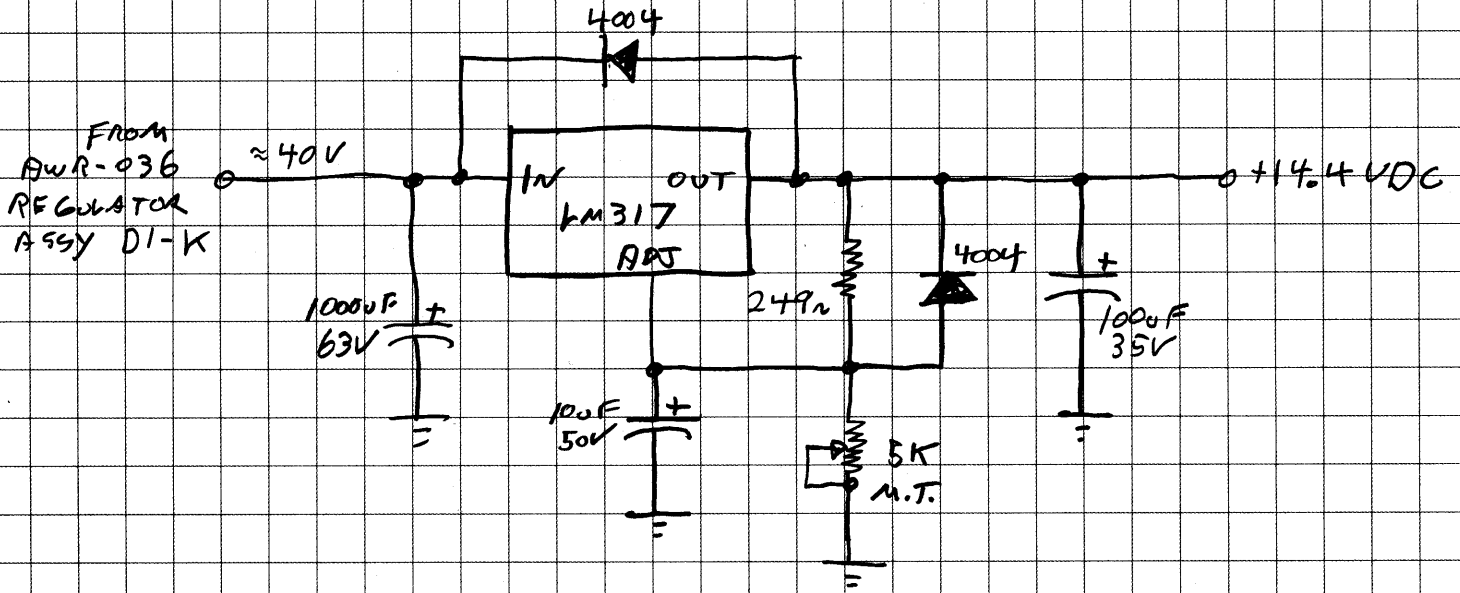 4004
FROM
AWR-036
REGULATOR
ASSY D1-K
≈40V
IN
OUT
LM317
ADJ
+14.4VDC
1000uF
63V
+
249Ω
4004
+
100uF
35V
10uF
50V
+
5K
M.T.